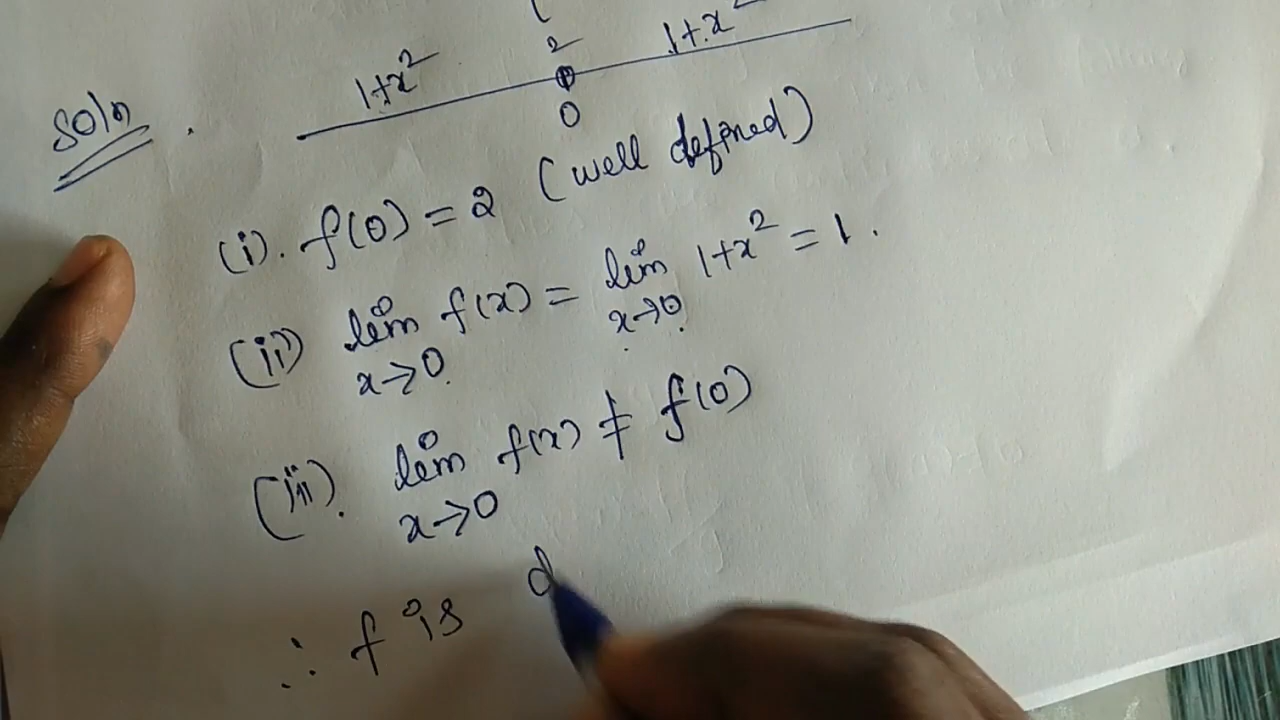 1+x² 2 1+x²
0
Soln
(i). f(0) = 2 (well defined)
(ii) lim f(x) = lim 1+x² = 1.
x→0 x→0
(iii). lim f(x) ≠ f(0)
x→0
∴ f is d